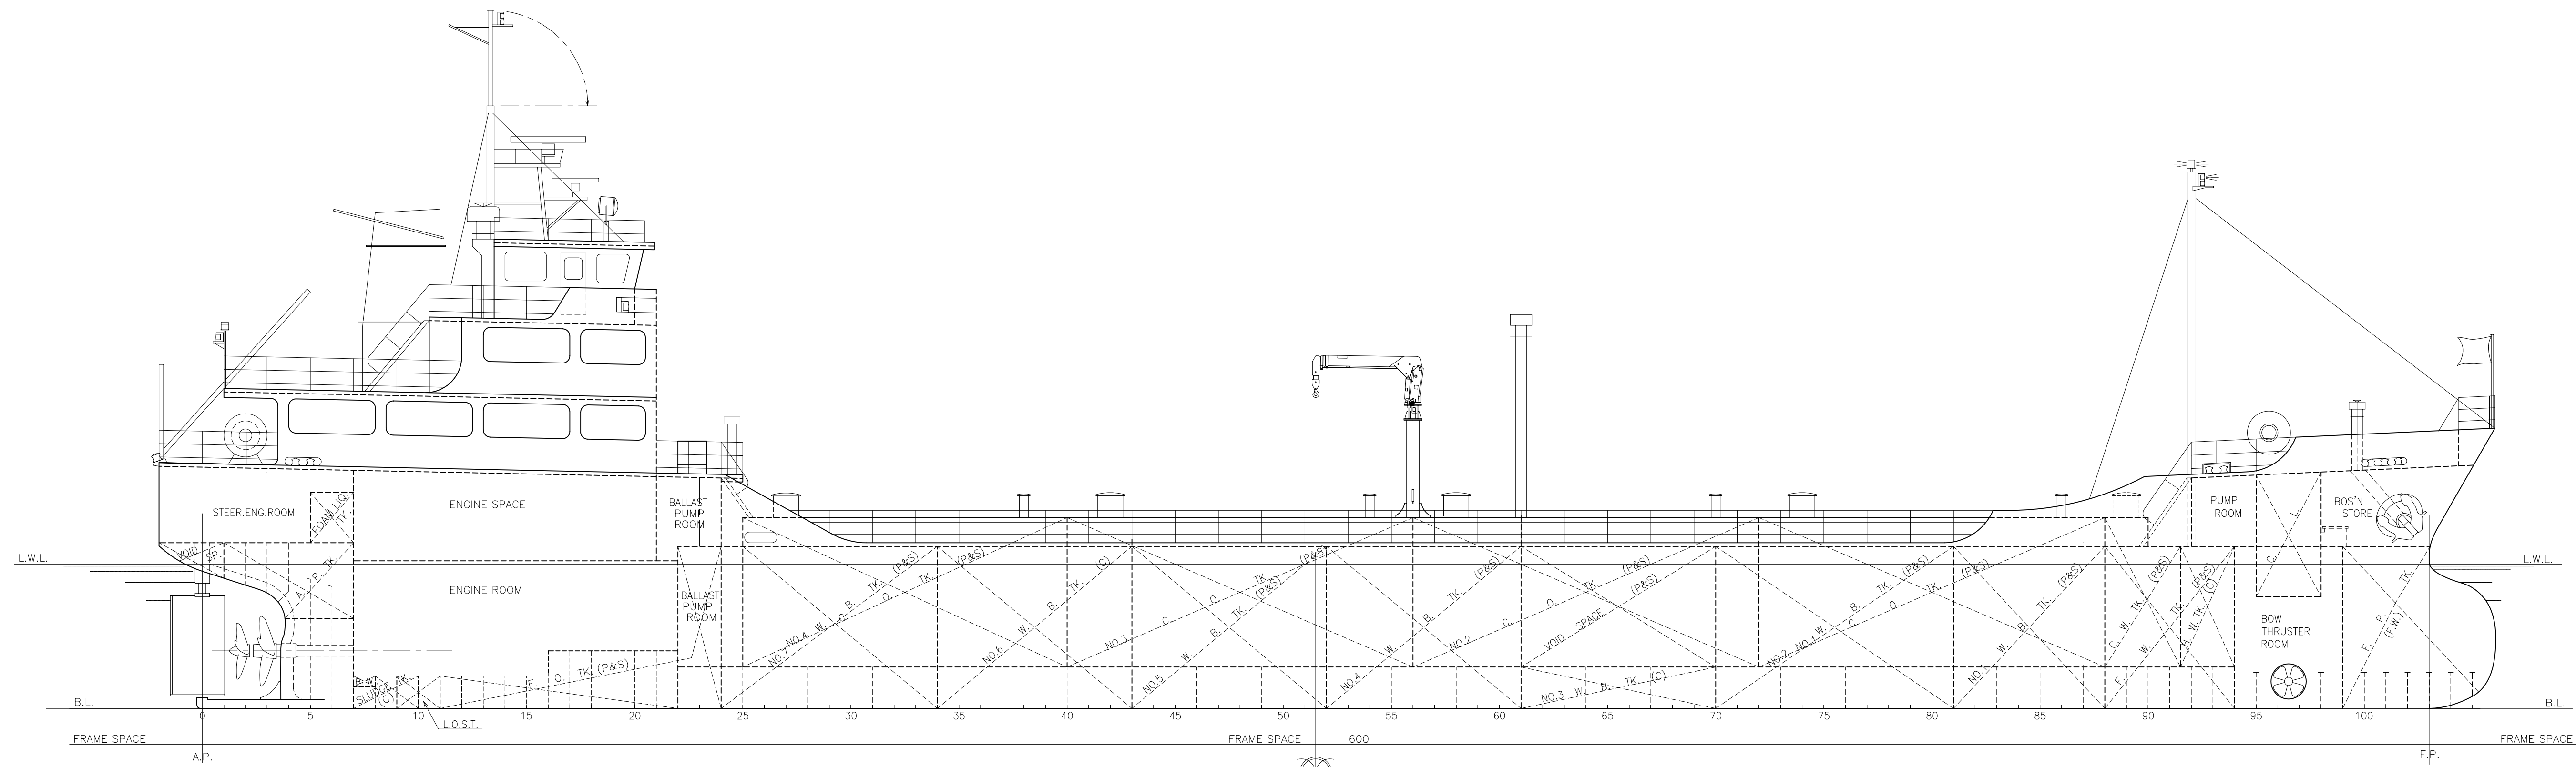 STEER.ENG.ROOM
FOAM LIQ.
TK.
ENGINE SPACE
BALLAST
PUMP
ROOM
PUMP
ROOM
BOS'N
STORE
VOID
SP.
A. P. TK.
ENGINE ROOM
BALLAST
PUMP
ROOM
L.W.L.
L.W.L.
NO.7 W. B. TK. (P&S)
NO.4 C. O. TK. (P&S)
NO.6 W. B. TK. (C)
NO.3 C. O. TK. (P&S)
NO.5 W. B. TK. (P&S)
NO.4 W. B. TK. (P&S)
NO.2 C. O. TK. (P&S)
VOID SPACE (P&S)
NO.3 W. B. TK. (C)
NO.2 W. B. TK. (P&S)
NO.1 C. O. TK. (P&S)
NO.1 W. B. TK. (P&S)
C. W. TK. (P&S)
F. W. TK. (P&S)
H. W. TK. (C)
C. L.
BOW
THRUSTER
ROOM
F. P. TK.
(F.W.)
SLUDGE TK.
(C)
F. O. TK. (P&S)
L.O.S.T.
B.L.
B.L.
0 5 10 15 20 25 30 35 40 45 50 55 60 65 70 75 80 85 90 95 100
FRAME SPACE
FRAME SPACE 600
FRAME SPACE
A.P.
F.P.